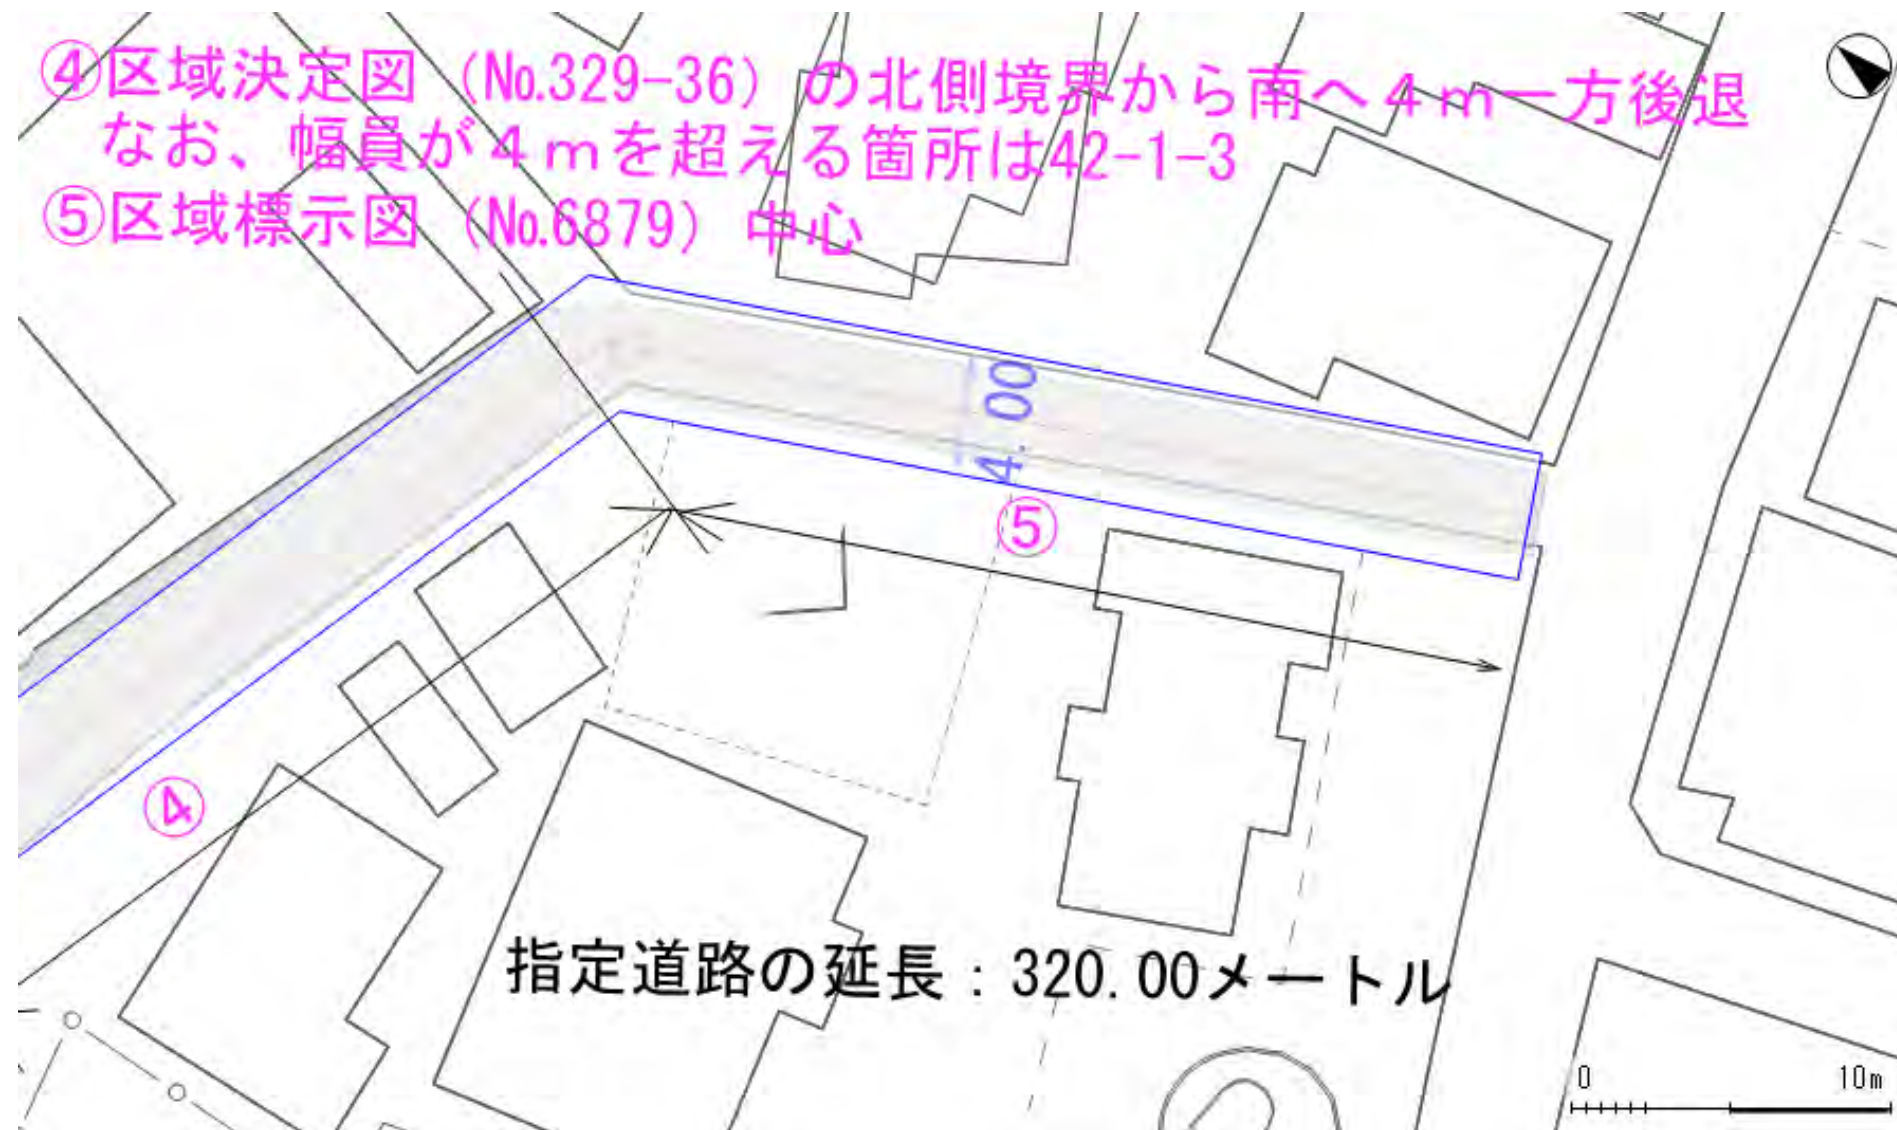 ④区域決定図（No.329-36）の北側境界から南へ４ｍ一方後退
なお、幅員が４ｍを超える箇所は42-1-3
⑤区域標示図（No.6879）中心
4.00
⑤
④
指定道路の延長：320.00メートル
0 10m